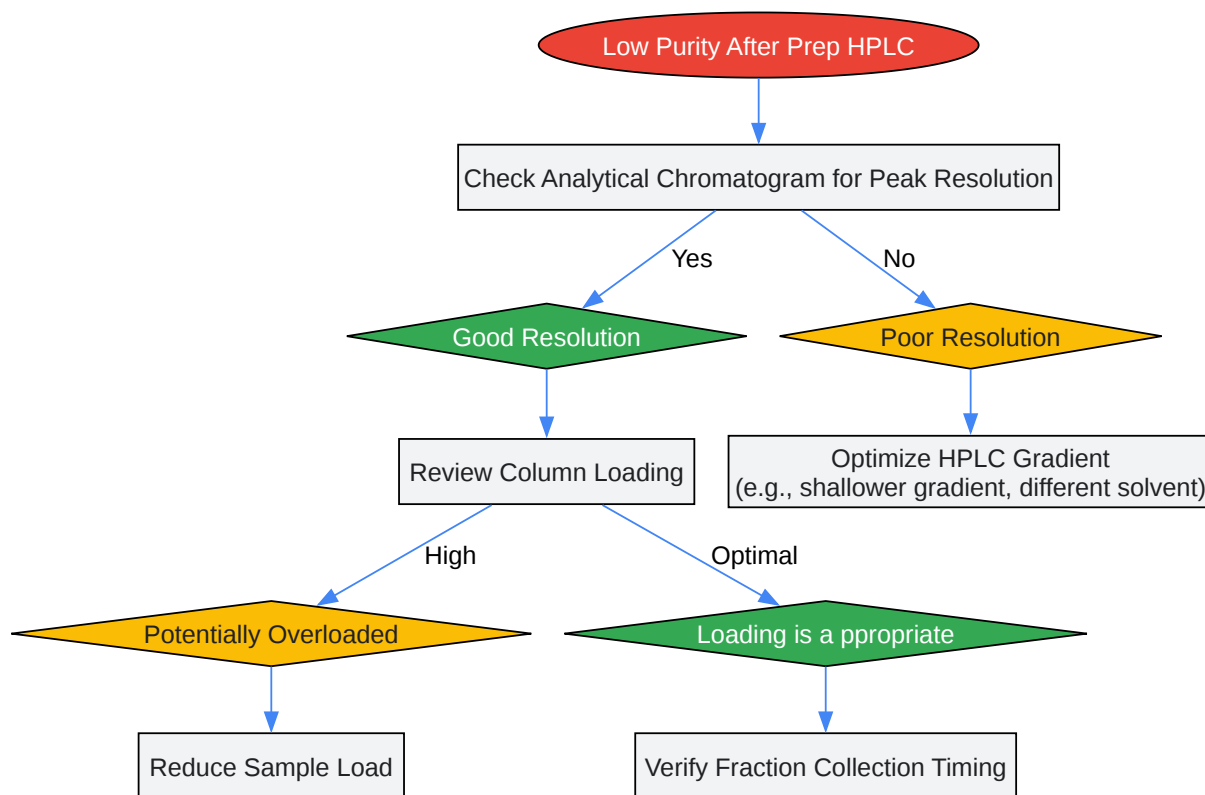 Low Purity After Prep HPLC
Check Analytical Chromatogram for Peak Resolution
Yes
No
Good Resolution
Poor Resolution
Review Column Loading
Optimize HPLC Gradient
(e.g., shallower gradient, different solvent)
High
Optimal
Potentially Overloaded
Loading is a ppropriate
Reduce Sample Load
Verify Fraction Collection Timing